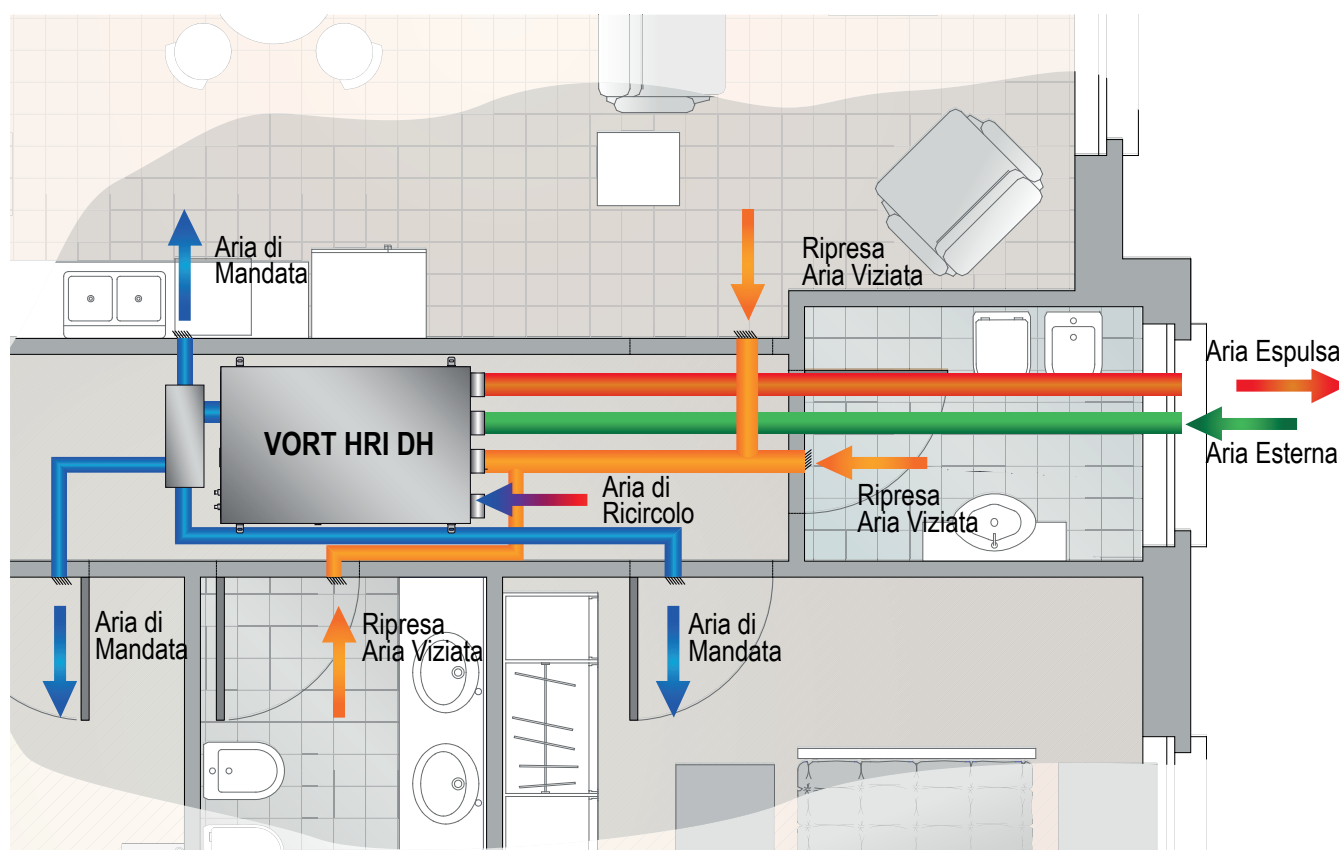 Aria di
Mandata
Ripresa
Aria Viziata
Aria Espulsa
VORT HRI DH
Aria Esterna
Aria di
Ricircolo
Ripresa
Aria Viziata
Aria di
Mandata
Ripresa
Aria Viziata
Aria di
Mandata